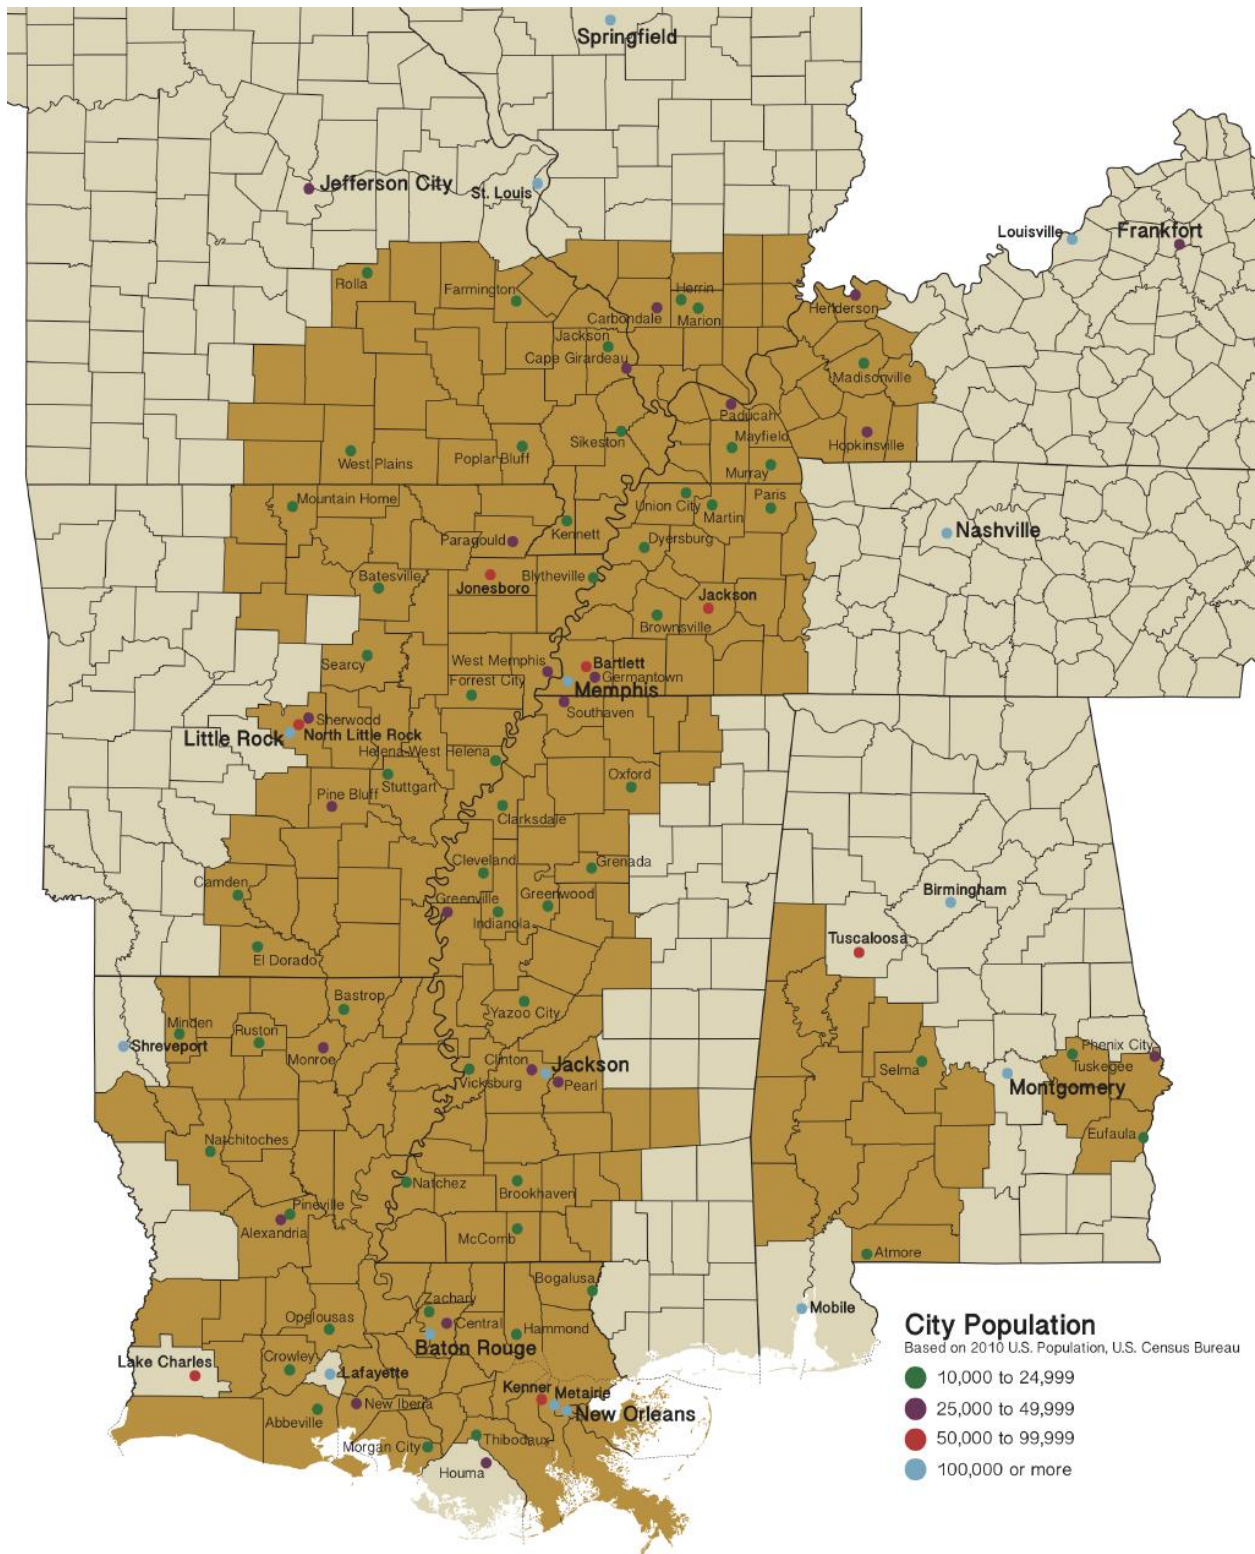 Springfield
Jefferson City
St. Louis
Louisville
Frankfort
Rolla
Farmington
Herrin
Carbondale
Marion
Henderson
Jackson
Cape Girardeau
Madisonville
Paducah
Sikeston
Mayfield
Hopkinsville
West Plains
Poplar Bluff
Murray
Mountain Home
Union City
Martin
Paris
Paragould
Kennett
Dyersburg
Nashville
Batesville
Jonesboro
Blytheville
Jackson
Brownsville
Searcy
West Memphis
Bartlett
Forrest City
Germantown
Memphis
Southaven
Sherwood
Little Rock
North Little Rock
Helena-West Helena
Stuttgart
Oxford
Pine Bluff
Clarksdale
Cleveland
Grenada
Camden
Greenville
Greenwood
Indianola
Birmingham
Tuscaloosa
El Dorado
Bastrop
Yazoo City
Minden
Ruston
Shreveport
Monroe
Clinton
Jackson
Vicksburg
Pearl
Selma
Phenix City
Tuskegee
Montgomery
Eufaula
Natchitoches
Natchez
Brookhaven
Pineville
Alexandria
McComb
Atmore
Bogalusa
Zachary
Opelousas
Central
Hammond
Mobile
Baton Rouge
Lake Charles
Crowley
Lafayette
Kenner
Metairie
New Iberia
New Orleans
Abbeville
Morgan City
Thibodaux
Houma
City Population
Based on 2010 U.S. Population, U.S. Census Bureau
10,000 to 24,999
25,000 to 49,999
50,000 to 99,999
100,000 or more